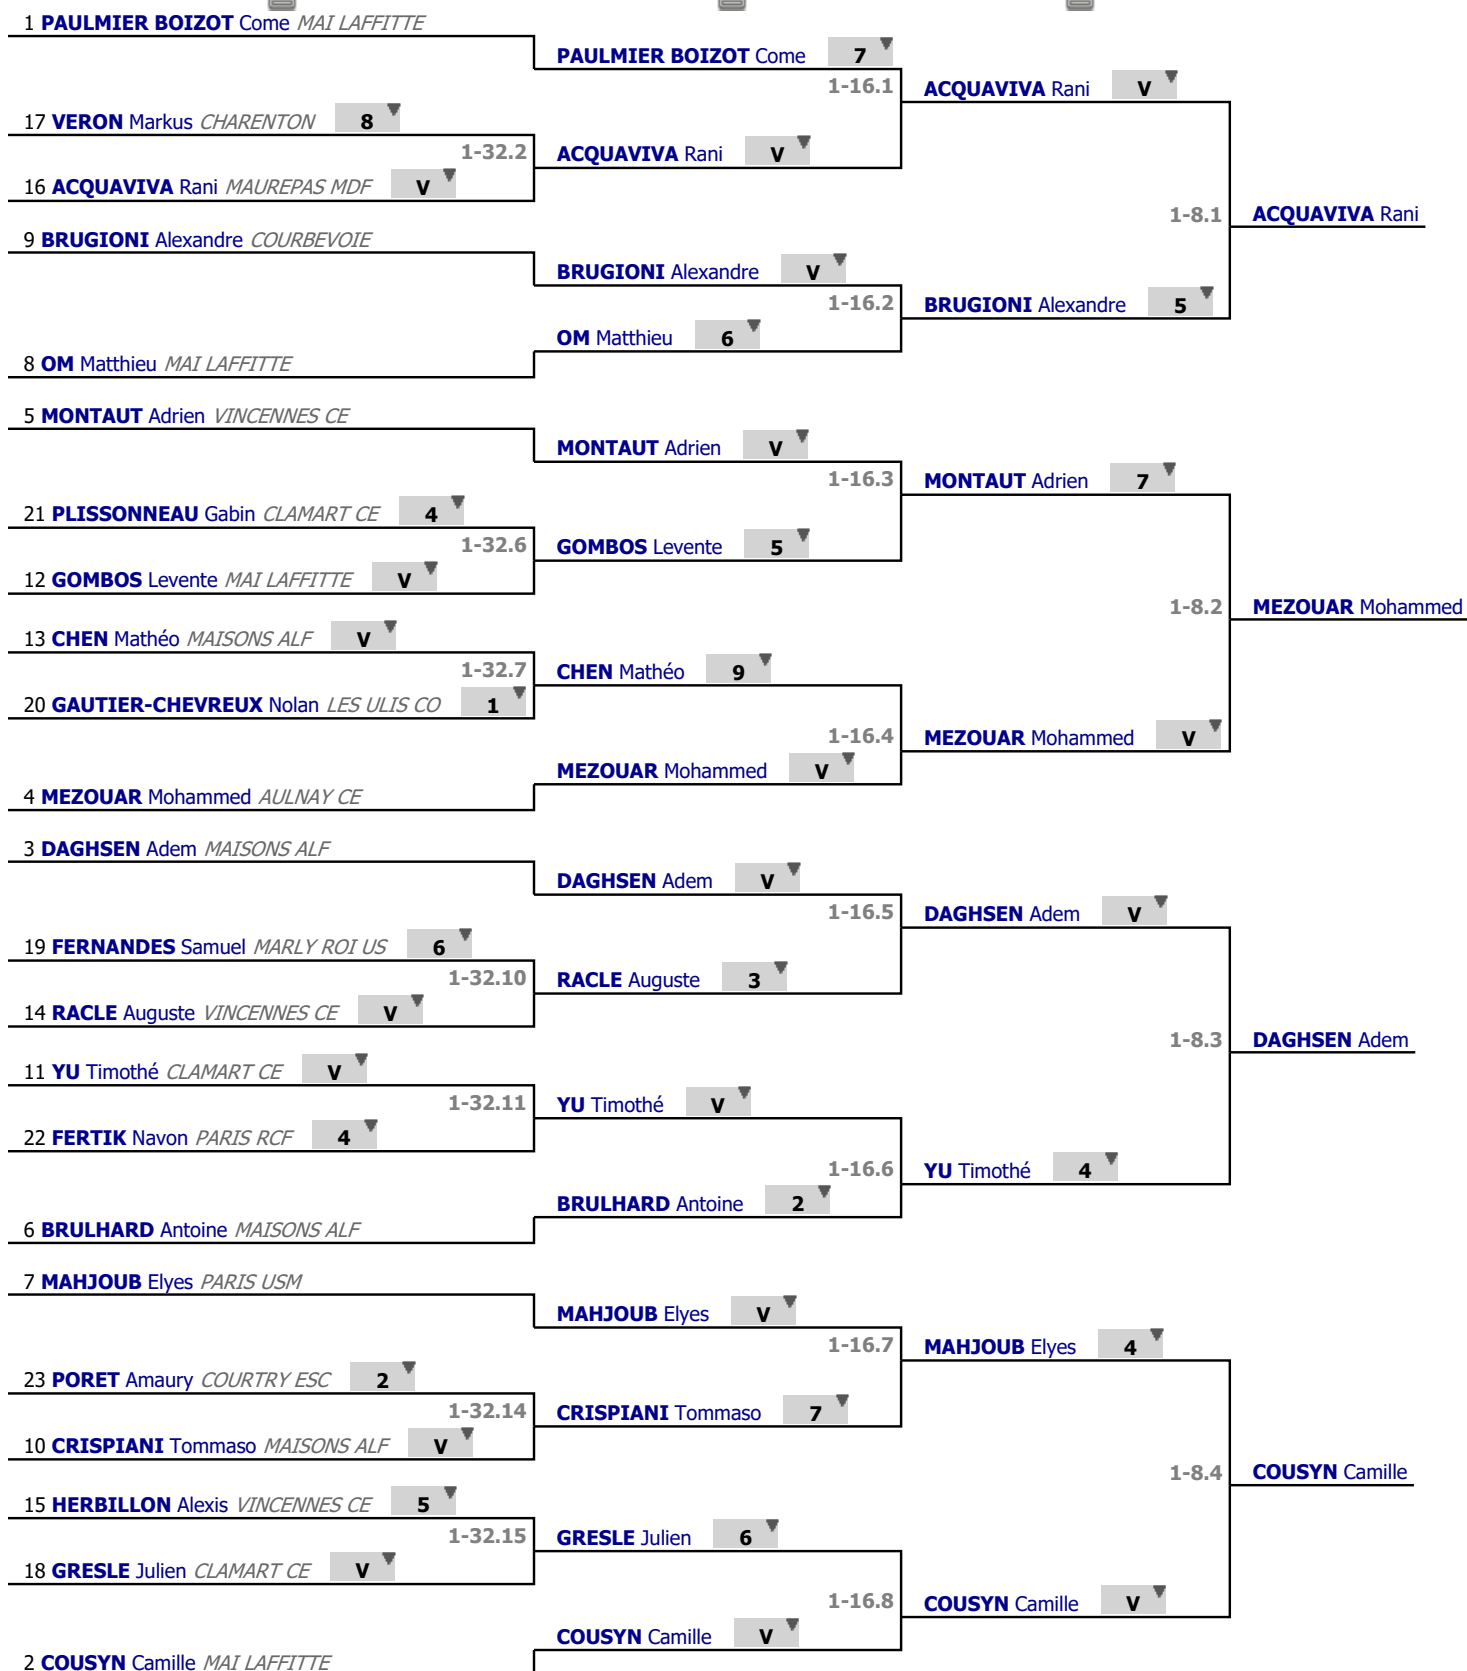 1 PAULMIER BOIZOT Come MAI LAFFITTE
PAULMIER BOIZOT Come 7
1-16.1
ACQUAVIVA Rani V
17 VERON Markus CHARENTON 8
1-32.2
ACQUAVIVA Rani V
16 ACQUAVIVA Rani MAUREPAS MDF V
1-8.1
ACQUAVIVA Rani
9 BRUGIONI Alexandre COURBEVOIE
BRUGIONI Alexandre V
1-16.2
BRUGIONI Alexandre 5
OM Matthieu 6
8 OM Matthieu MAI LAFFITTE
5 MONTAUT Adrien VINCENNES CE
MONTAUT Adrien V
1-16.3
MONTAUT Adrien 7
21 PLISSONNEAU Gabin CLAMART CE 4
1-32.6
GOMBOS Levente 5
12 GOMBOS Levente MAI LAFFITTE V
1-8.2
MEZOUAR Mohammed
13 CHEN Mathéo MAISONS ALF V
1-32.7
CHEN Mathéo 9
20 GAUTIER-CHEVREUX Nolan LES ULIS CO 1
1-16.4
MEZOUAR Mohammed V
MEZOUAR Mohammed V
4 MEZOUAR Mohammed AULNAY CE
3 DAGHSEN Adem MAISONS ALF
DAGHSEN Adem V
1-16.5
DAGHSEN Adem V
19 FERNANDES Samuel MARLY ROI US 6
1-32.10
RACLE Auguste 3
14 RACLE Auguste VINCENNES CE V
1-8.3
DAGHSEN Adem
11 YU Timothé CLAMART CE V
1-32.11
YU Timothé V
22 FERTIK Navon PARIS RCF 4
1-16.6
YU Timothé 4
BRULHARD Antoine 2
6 BRULHARD Antoine MAISONS ALF
7 MAHJOUB Elyes PARIS USM
MAHJOUB Elyes V
1-16.7
MAHJOUB Elyes 4
23 PORET Amaury COURTRY ESC 2
1-32.14
CRISPIANI Tommaso 7
10 CRISPIANI Tommaso MAISONS ALF V
1-8.4
COUSYN Camille
15 HERBILLON Alexis VINCENNES CE 5
1-32.15
GRESLE Julien 6
18 GRESLE Julien CLAMART CE V
1-16.8
COUSYN Camille V
COUSYN Camille V
2 COUSYN Camille MAI LAFFITTE